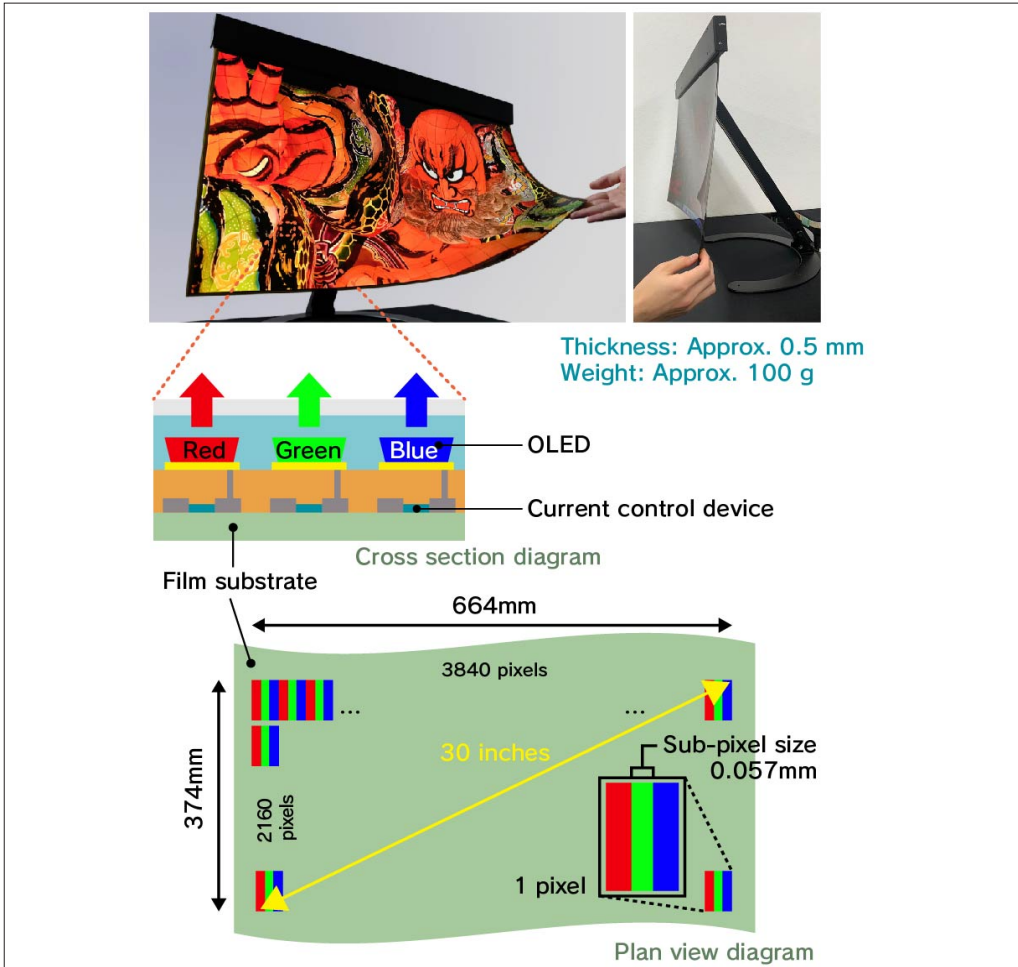 Thickness: Approx. 0.5 mm
Weight: Approx. 100 g
Red
Green
Blue
OLED
Current control device
Cross section diagram
Film substrate
664mm
3840 pixels
...
...
Sub-pixel size
0.057mm
30 inches
374mm
2160
pixels
1 pixel
Plan view diagram